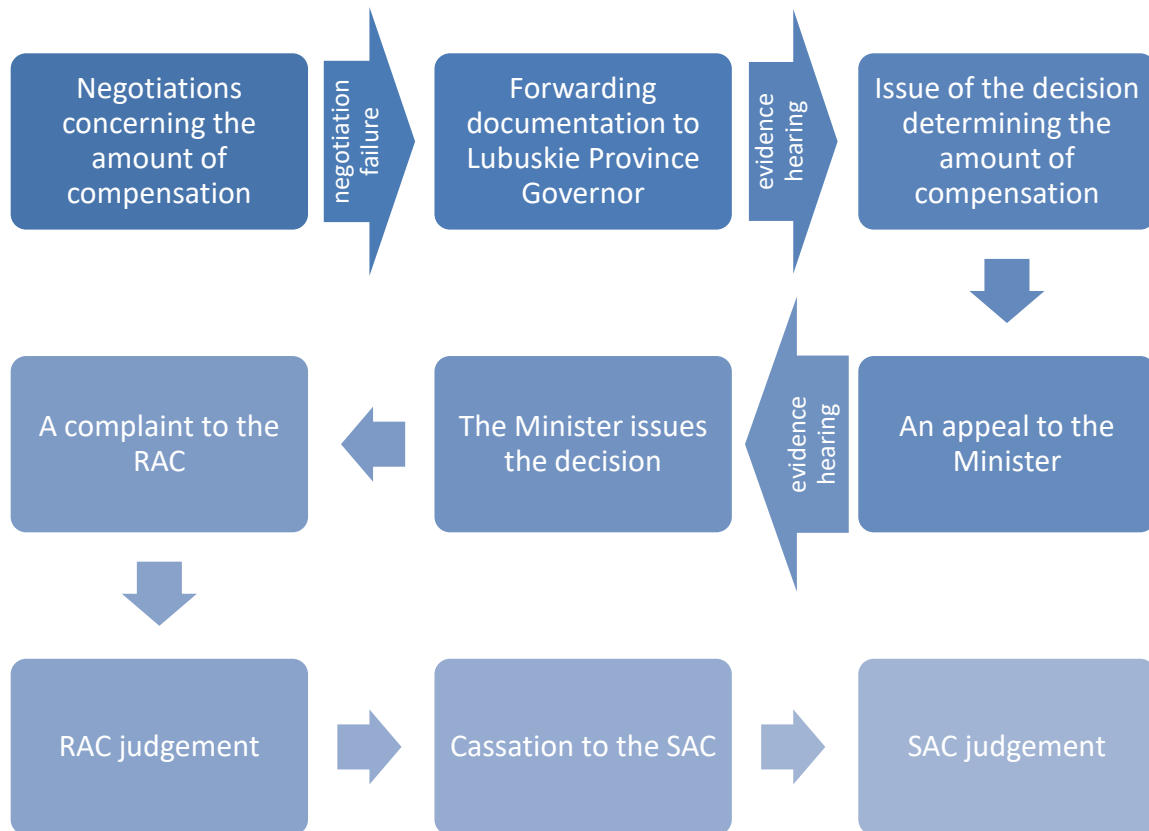 Negotiations
concerning the
amount of
compensation
negotiation
failure
Forwarding
documentation to
Lubuskie Province
Governor
evidence
hearing
Issue of the decision
determining the
amount of
compensation
An appeal to the
Minister
evidence
hearing
The Minister issues
the decision
A complaint to the
RAC
RAC judgement
Cassation to the SAC
SAC judgement